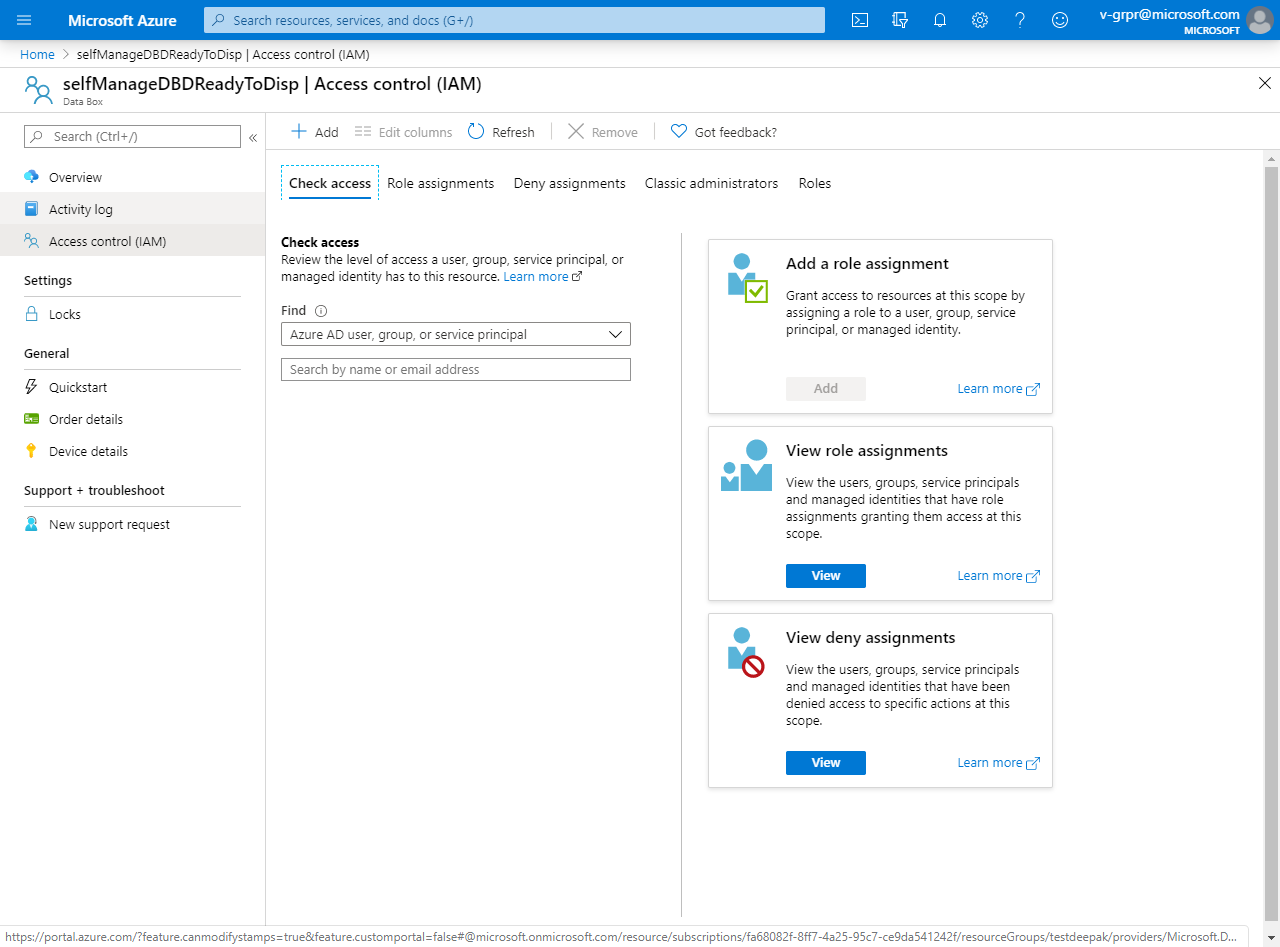 Microsoft Azure
Search resources, services, and docs (G+/)
v-grpr@microsoft.com
MICROSOFT
Home > selfManageDBDReadyToDisp | Access control (IAM)
selfManageDBDReadyToDisp | Access control (IAM)
Data Box
Search (Ctrl+/)
«
Overview
Activity log
Access control (IAM)
Settings
Locks
General
Quickstart
Order details
Device details
Support + troubleshoot
New support request
Add
Edit columns
Refresh
Remove
Got feedback?
Check access
Role assignments
Deny assignments
Classic administrators
Roles
Check access
Review the level of access a user, group, service principal, or
managed identity has to this resource. Learn more
Find
Azure AD user, group, or service principal
Search by name or email address
Add a role assignment
Grant access to resources at this scope by
assigning a role to a user, group, service
principal, or managed identity.
Add
Learn more
View role assignments
View the users, groups, service principals
and managed identities that have role
assignments granting them access at this
scope.
View
Learn more
View deny assignments
View the users, groups, service principals
and managed identities that have been
denied access to specific actions at this
scope.
View
Learn more
https://portal.azure.com/?feature.canmodifystamps=true&feature.customportal=false#@microsoft.onmicrosoft.com/resource/subscriptions/fa68082f-8ff7-4a25-95c7-ce9da541242f/resourceGroups/testdeepak/providers/Microsoft.D...